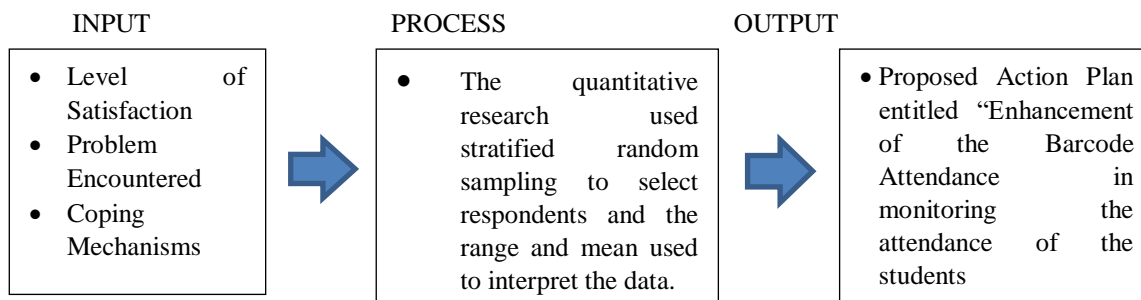 INPUT
PROCESS
OUTPUT
• Level of
Satisfaction
• Problem
Encountered
• Coping
Mechanisms
• The quantitative
research used
stratified random
sampling to select
respondents and the
range and mean used
to interpret the data.
• Proposed Action Plan
entitled “Enhancement
of the Barcode
Attendance in
monitoring the
attendance of the
students